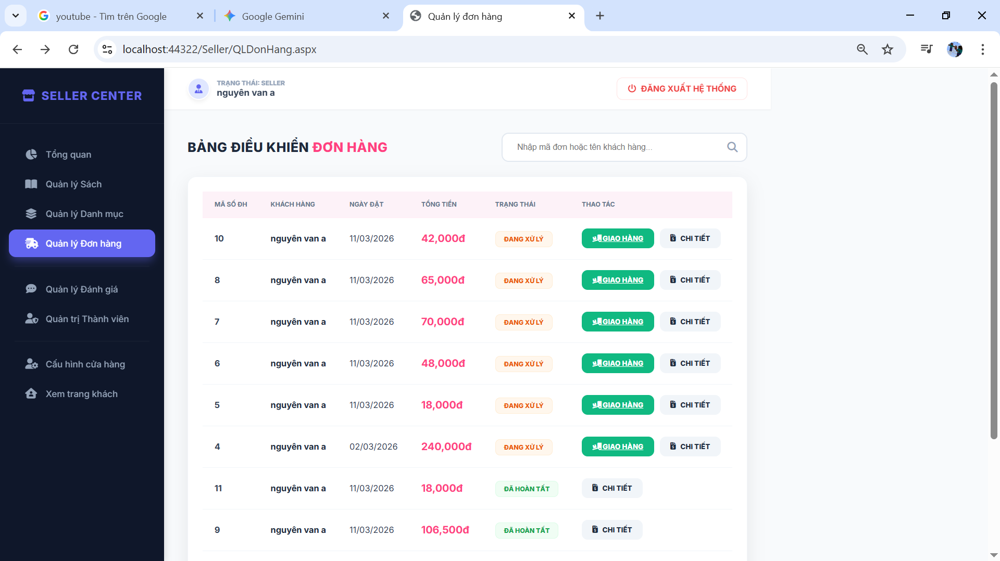 youtube - Tìm trên Google
Google Gemini
Quản lý đơn hàng
localhost:44322/Seller/QLDonHang.aspx
SELLER CENTER
TRẠNG THÁI: SELLER
nguyên van a
ĐĂNG XUẤT HỆ THỐNG
Tổng quan
Quản lý Sách
Quản lý Danh mục
Quản lý Đơn hàng
Quản lý Đánh giá
Quản trị Thành viên
Cấu hình cửa hàng
Xem trang khách
BẢNG ĐIỀU KHIỂN ĐƠN HÀNG
Nhập mã đơn hoặc tên khách hàng...
MÃ SỐ ĐH KHÁCH HÀNG NGÀY ĐẶT TỔNG TIỀN TRẠNG THÁI THAO TÁC
10 nguyên van a 11/03/2026 42,000đ ĐANG XỬ LÝ GIAO HÀNG CHI TIẾT
8 nguyên van a 11/03/2026 65,000đ ĐANG XỬ LÝ GIAO HÀNG CHI TIẾT
7 nguyên van a 11/03/2026 70,000đ ĐANG XỬ LÝ GIAO HÀNG CHI TIẾT
6 nguyên van a 11/03/2026 48,000đ ĐANG XỬ LÝ GIAO HÀNG CHI TIẾT
5 nguyên van a 11/03/2026 18,000đ ĐANG XỬ LÝ GIAO HÀNG CHI TIẾT
4 nguyên van a 02/03/2026 240,000đ ĐANG XỬ LÝ GIAO HÀNG CHI TIẾT
11 nguyên van a 11/03/2026 18,000đ ĐÃ HOÀN TẤT CHI TIẾT
9 nguyên van a 11/03/2026 106,500đ ĐÃ HOÀN TẤT CHI TIẾT